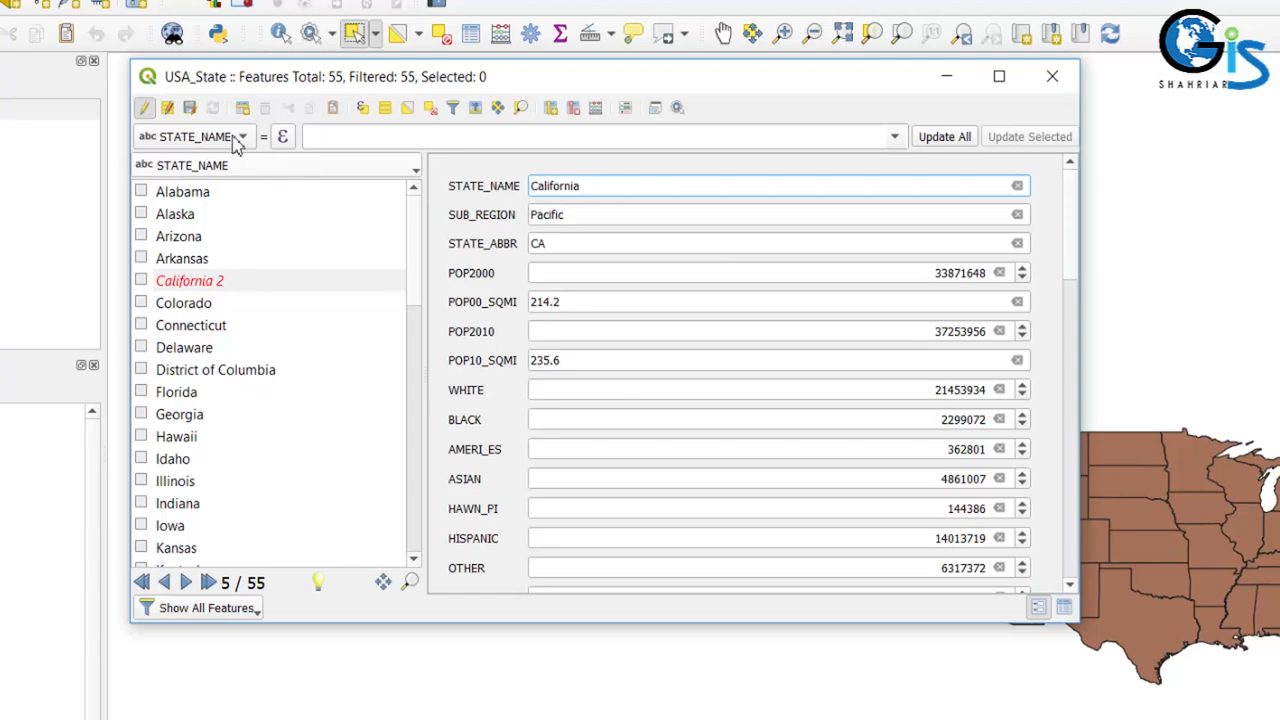 GiS
SHAHRIAR
USA_State :: Features Total: 55, Filtered: 55, Selected: 0
abc STATE_NAME = ε Update All Update Selected
abc STATE_NAME
Alabama
Alaska
Arizona
Arkansas
California 2
Colorado
Connecticut
Delaware
District of Columbia
Florida
Georgia
Hawaii
Idaho
Illinois
Indiana
Iowa
Kansas
5 / 55
Show All Features
STATE_NAME California
SUB_REGION Pacific
STATE_ABBR CA
POP2000 33871648
POP00_SQMI 214.2
POP2010 37253956
POP10_SQMI 235.6
WHITE 21453934
BLACK 2299072
AMERI_ES 362801
ASIAN 4861007
HAWN_PI 144386
HISPANIC 14013719
OTHER 6317372